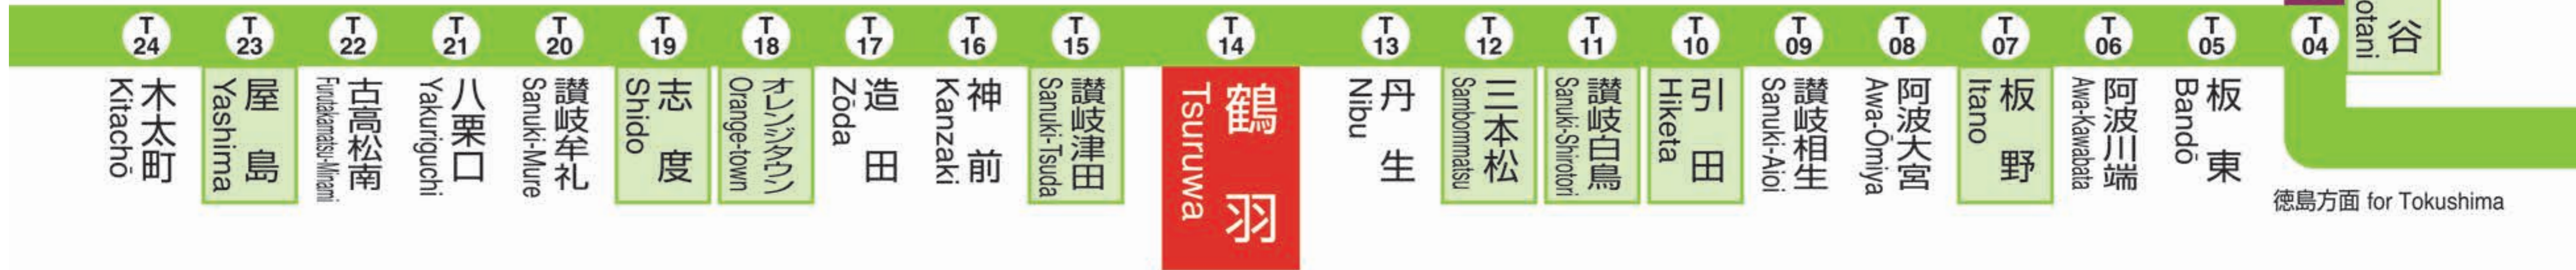 T
24
木太町
Kitachō
T
23
屋島
Yashima
T
22
古高松南
Furutakamatsu-Minami
T
21
八栗口
Yakuriguchi
T
20
讃岐牟礼
Sanuki-Mure
T
19
志度
Shido
T
18
オレンジタウン
Orange-town
T
17
造田
Zōda
T
16
神前
Kanzaki
T
15
讃岐津田
Sanuki-Tsuda
T
14
鶴羽
Tsuruwa
T
13
丹生
Nibu
T
12
三本松
Sambommatsu
T
11
讃岐白鳥
Sanuki-Shirotori
T
10
引田
Hiketa
T
09
讃岐相生
Sanuki-Aioi
T
08
阿波大宮
Awa-Ōmiya
T
07
板野
Itano
T
06
阿波川端
Awa-Kawabata
T
05
板東
Bandō
T
04
谷
otani
徳島方面 for Tokushima